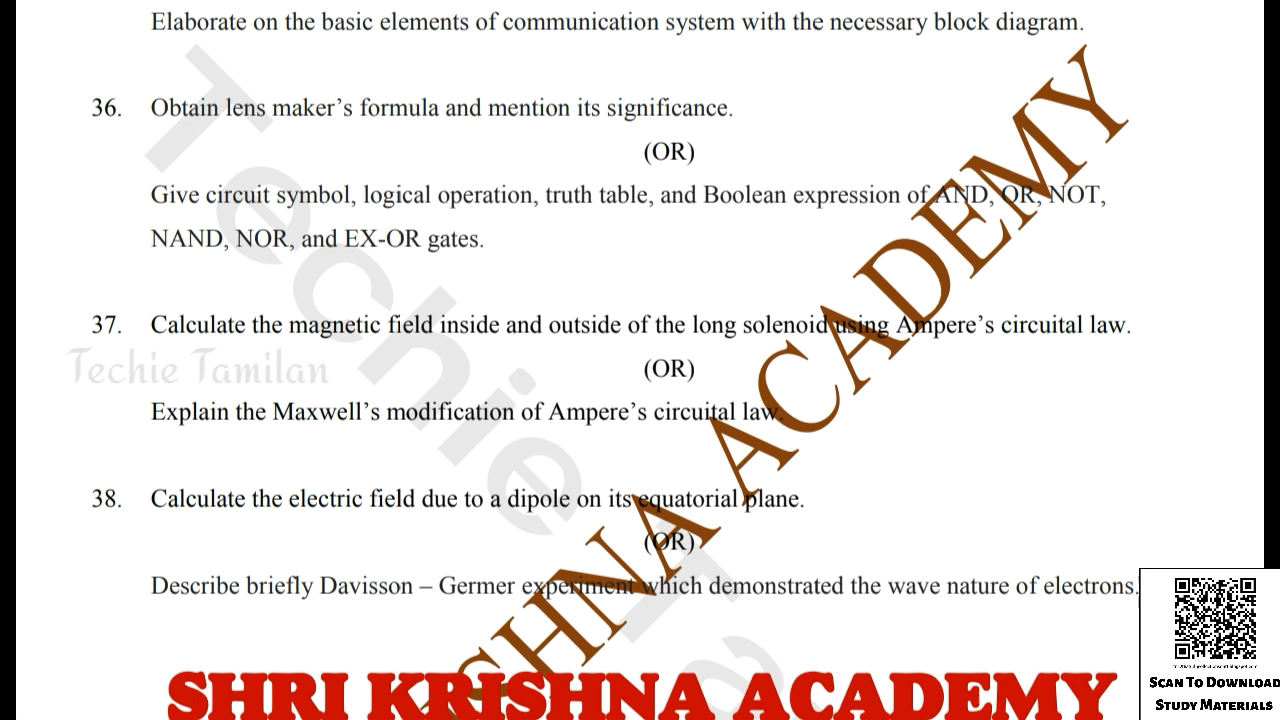 Elaborate on the basic elements of communication system with the necessary block diagram.
36. Obtain lens maker’s formula and mention its significance.
(OR)
Give circuit symbol, logical operation, truth table, and Boolean expression of AND, OR, NOT,
NAND, NOR, and EX-OR gates.
37. Calculate the magnetic field inside and outside of the long solenoid using Ampere’s circuital law.
Techie Tamilan
(OR)
Explain the Maxwell’s modification of Ampere’s circuital law.
38. Calculate the electric field due to a dipole on its equatorial plane.
(OR)
Describe briefly Davisson – Germer experiment which demonstrated the wave nature of electrons.
Techie Ta
SHNA ACADEMY
SHRI KRISHNA ACADEMY
SCAN TO DOWNLOAD
STUDY MATERIALS